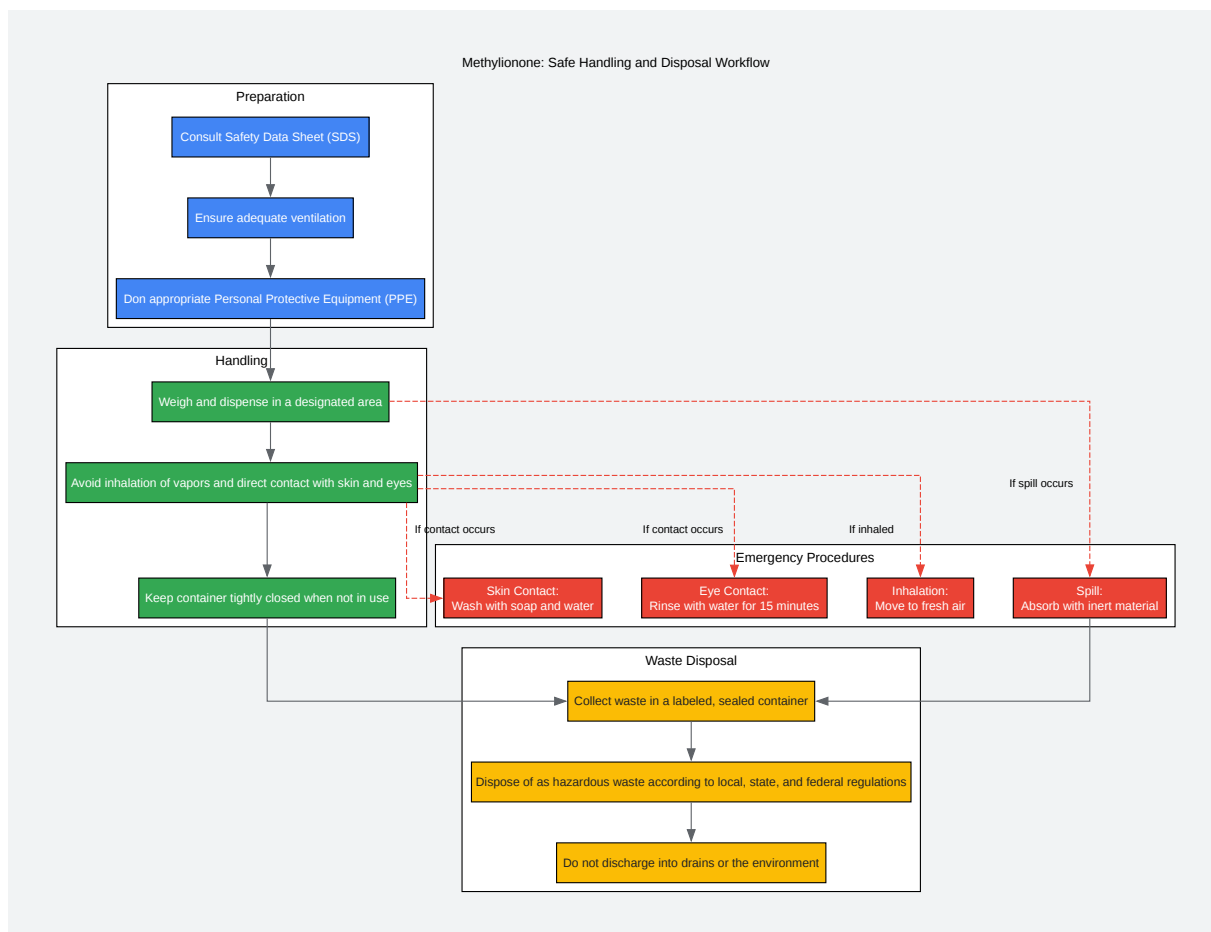 Methylionone: Safe Handling and Disposal Workflow
Preparation
Consult Safety Data Sheet (SDS)
Ensure adequate ventilation
Don appropriate Personal Protective Equipment (PPE)
Handling
Weigh and dispense in a designated area
Avoid inhalation of vapors and direct contact with skin and eyes
Keep container tightly closed when not in use
If contact occurs
If contact occurs
If inhaled
If spill occurs
Emergency Procedures
Skin Contact:
Wash with soap and water
Eye Contact:
Rinse with water for 15 minutes
Inhalation:
Move to fresh air
Spill:
Absorb with inert material
Waste Disposal
Collect waste in a labeled, sealed container
Dispose of as hazardous waste according to local, state, and federal regulations
Do not discharge into drains or the environment